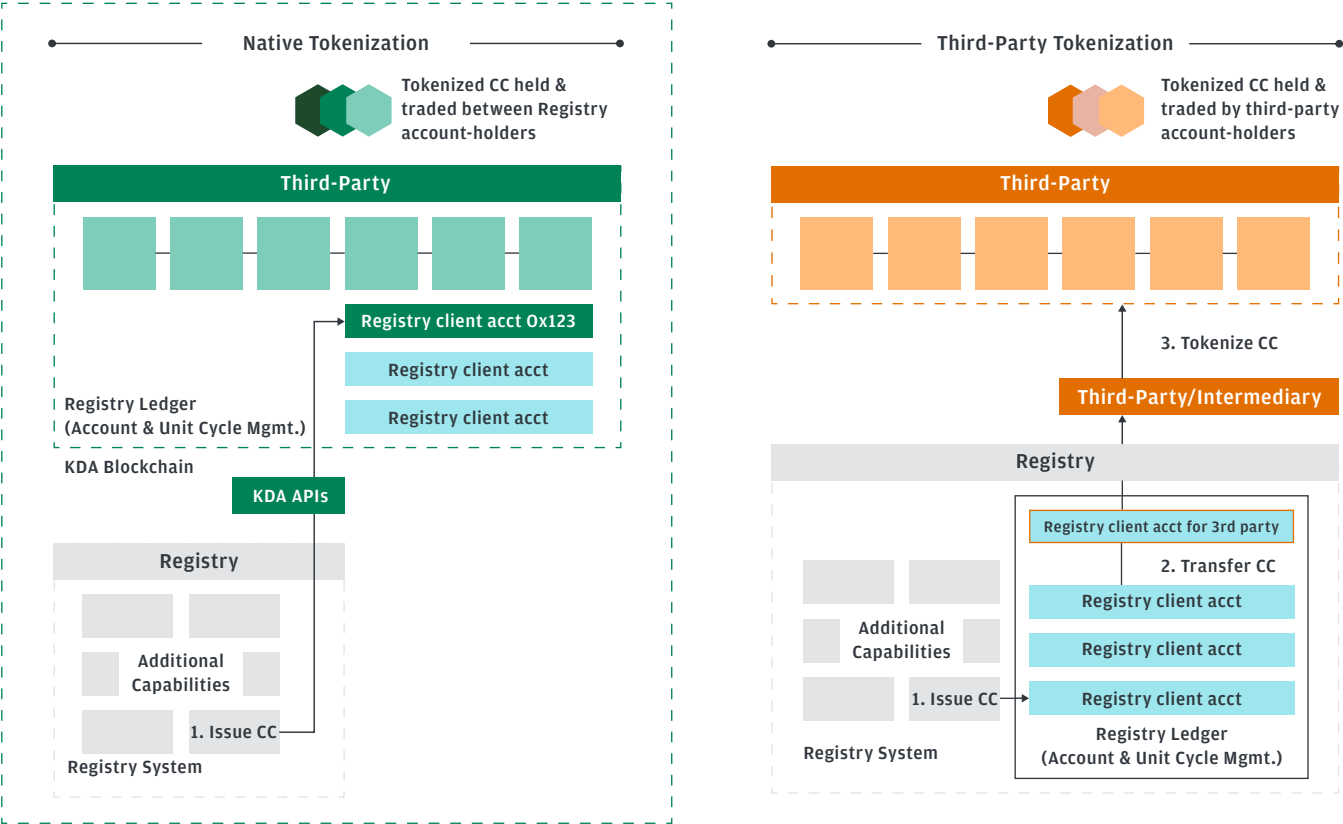 Native Tokenization
Tokenized CC held &
traded between Registry
account-holders
Third-Party
Registry client acct 0x123
Registry client acct
Registry client acct
Registry Ledger
(Account & Unit Cycle Mgmt.)
KDA Blockchain
KDA APIs
Registry
Additional
Capabilities
1. Issue CC
Registry System
Third-Party Tokenization
Tokenized CC held &
traded by third-party
account-holders
Third-Party
3. Tokenize CC
Third-Party/Intermediary
Registry
Registry client acct for 3rd party
2. Transfer CC
Registry client acct
Registry client acct
Registry client acct
Additional
Capabilities
1. Issue CC
Registry System
Registry Ledger
(Account & Unit Cycle Mgmt.)